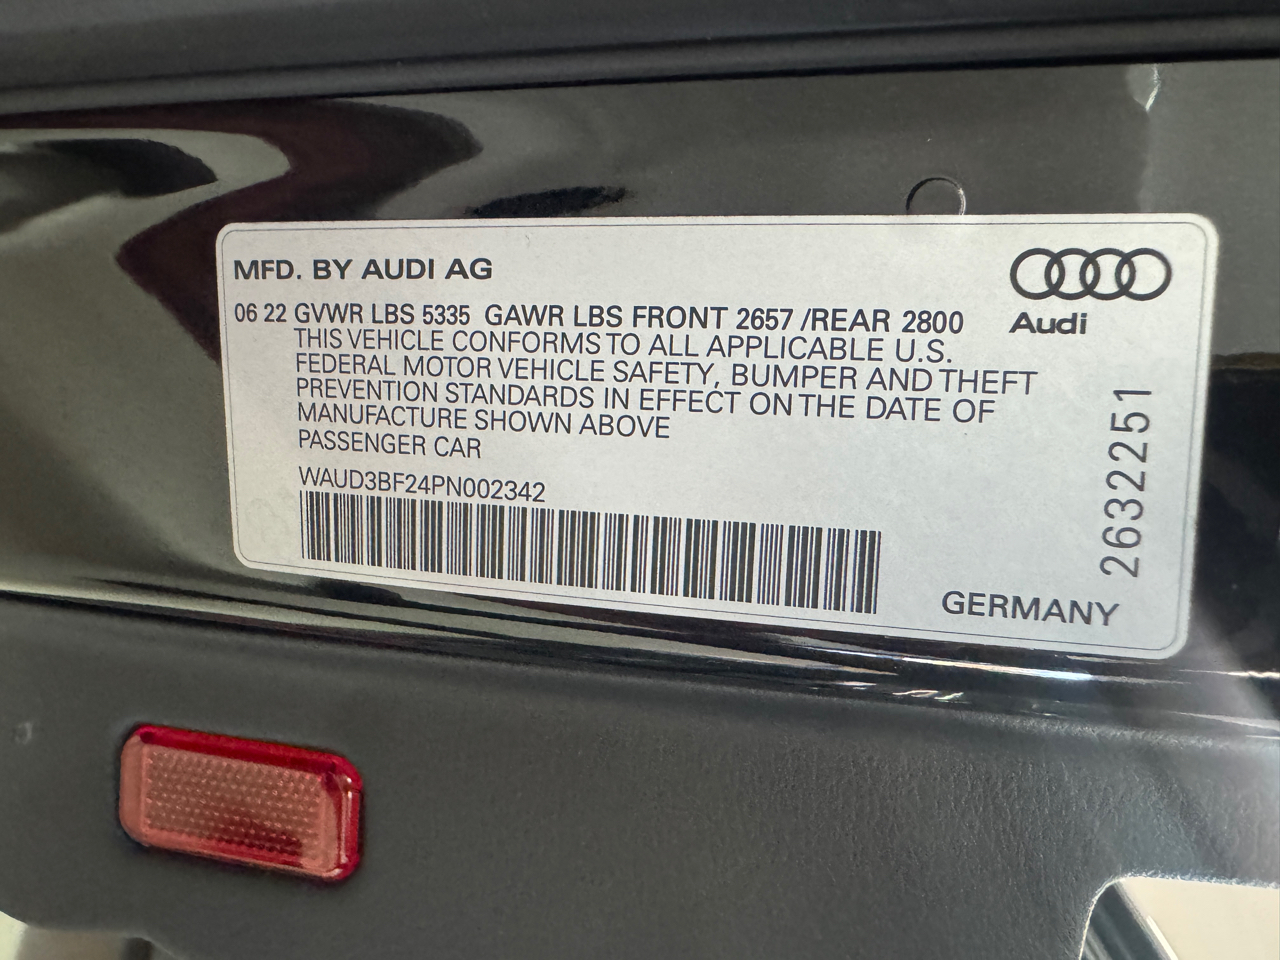 MFD. BY AUDI AG
Audi
06 22 GVWR LBS 5335 GAWR LBS FRONT 2657 /REAR 2800
THIS VEHICLE CONFORMS TO ALL APPLICABLE U.S.
FEDERAL MOTOR VEHICLE SAFETY, BUMPER AND THEFT
PREVENTION STANDARDS IN EFFECT ON THE DATE OF
MANUFACTURE SHOWN ABOVE
PASSENGER CAR
WAUD3BF24PN002342
2632251
GERMANY